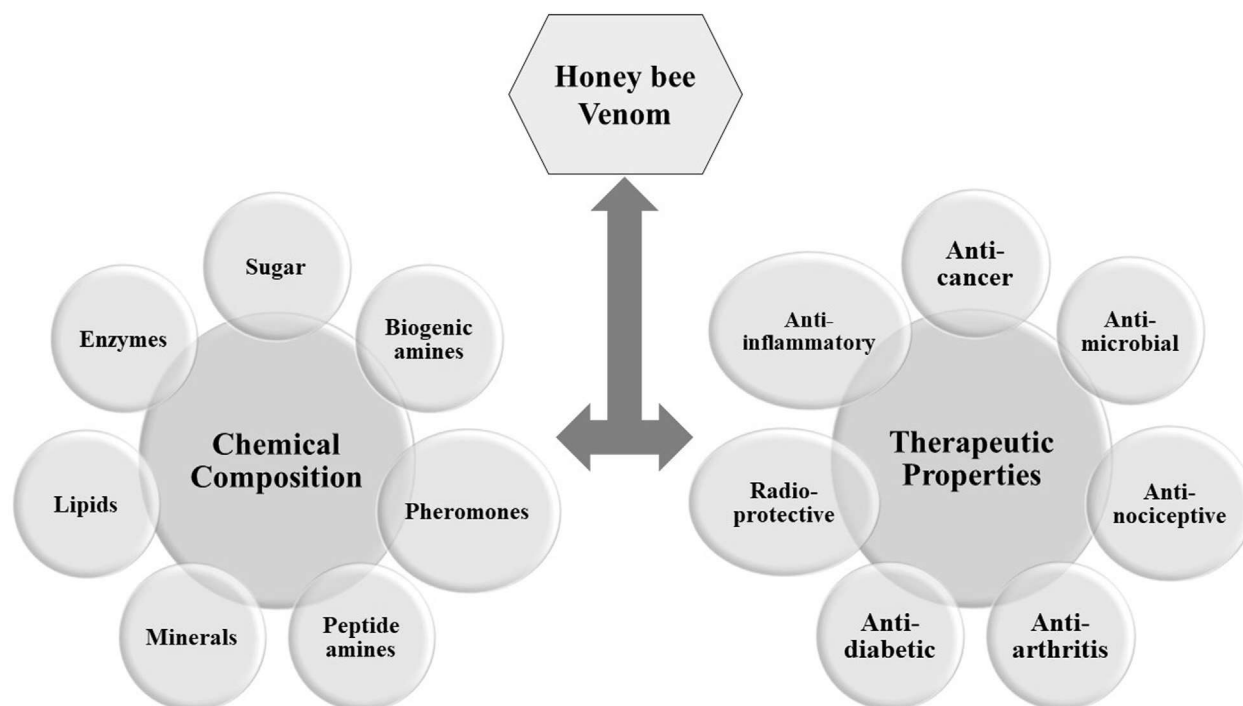 Honey bee
Venom
Sugar
Biogenic
amines
Pheromones
Peptide
amines
Minerals
Lipids
Enzymes
Chemical
Composition
Anti-
cancer
Anti-
microbial
Anti-
nociceptive
Anti-
arthritis
Anti-
diabetic
Radio-
protective
Anti-
inflammatory
Therapeutic
Properties